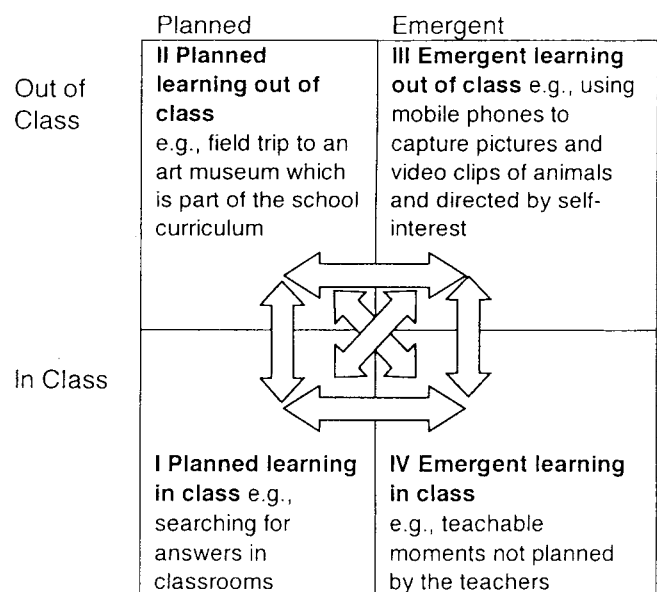 Planned
Emergent
Out of
Class
II Planned
learning out of
class
e.g., field trip to an
art museum which
is part of the school
curriculum
III Emergent learning
out of class e.g., using
mobile phones to
capture pictures and
video clips of animals
and directed by self-
interest
In Class
I Planned learning
in class e.g.,
searching for
answers in
classrooms
IV Emergent learning
in class
e.g., teachable
moments not planned
by the teachers